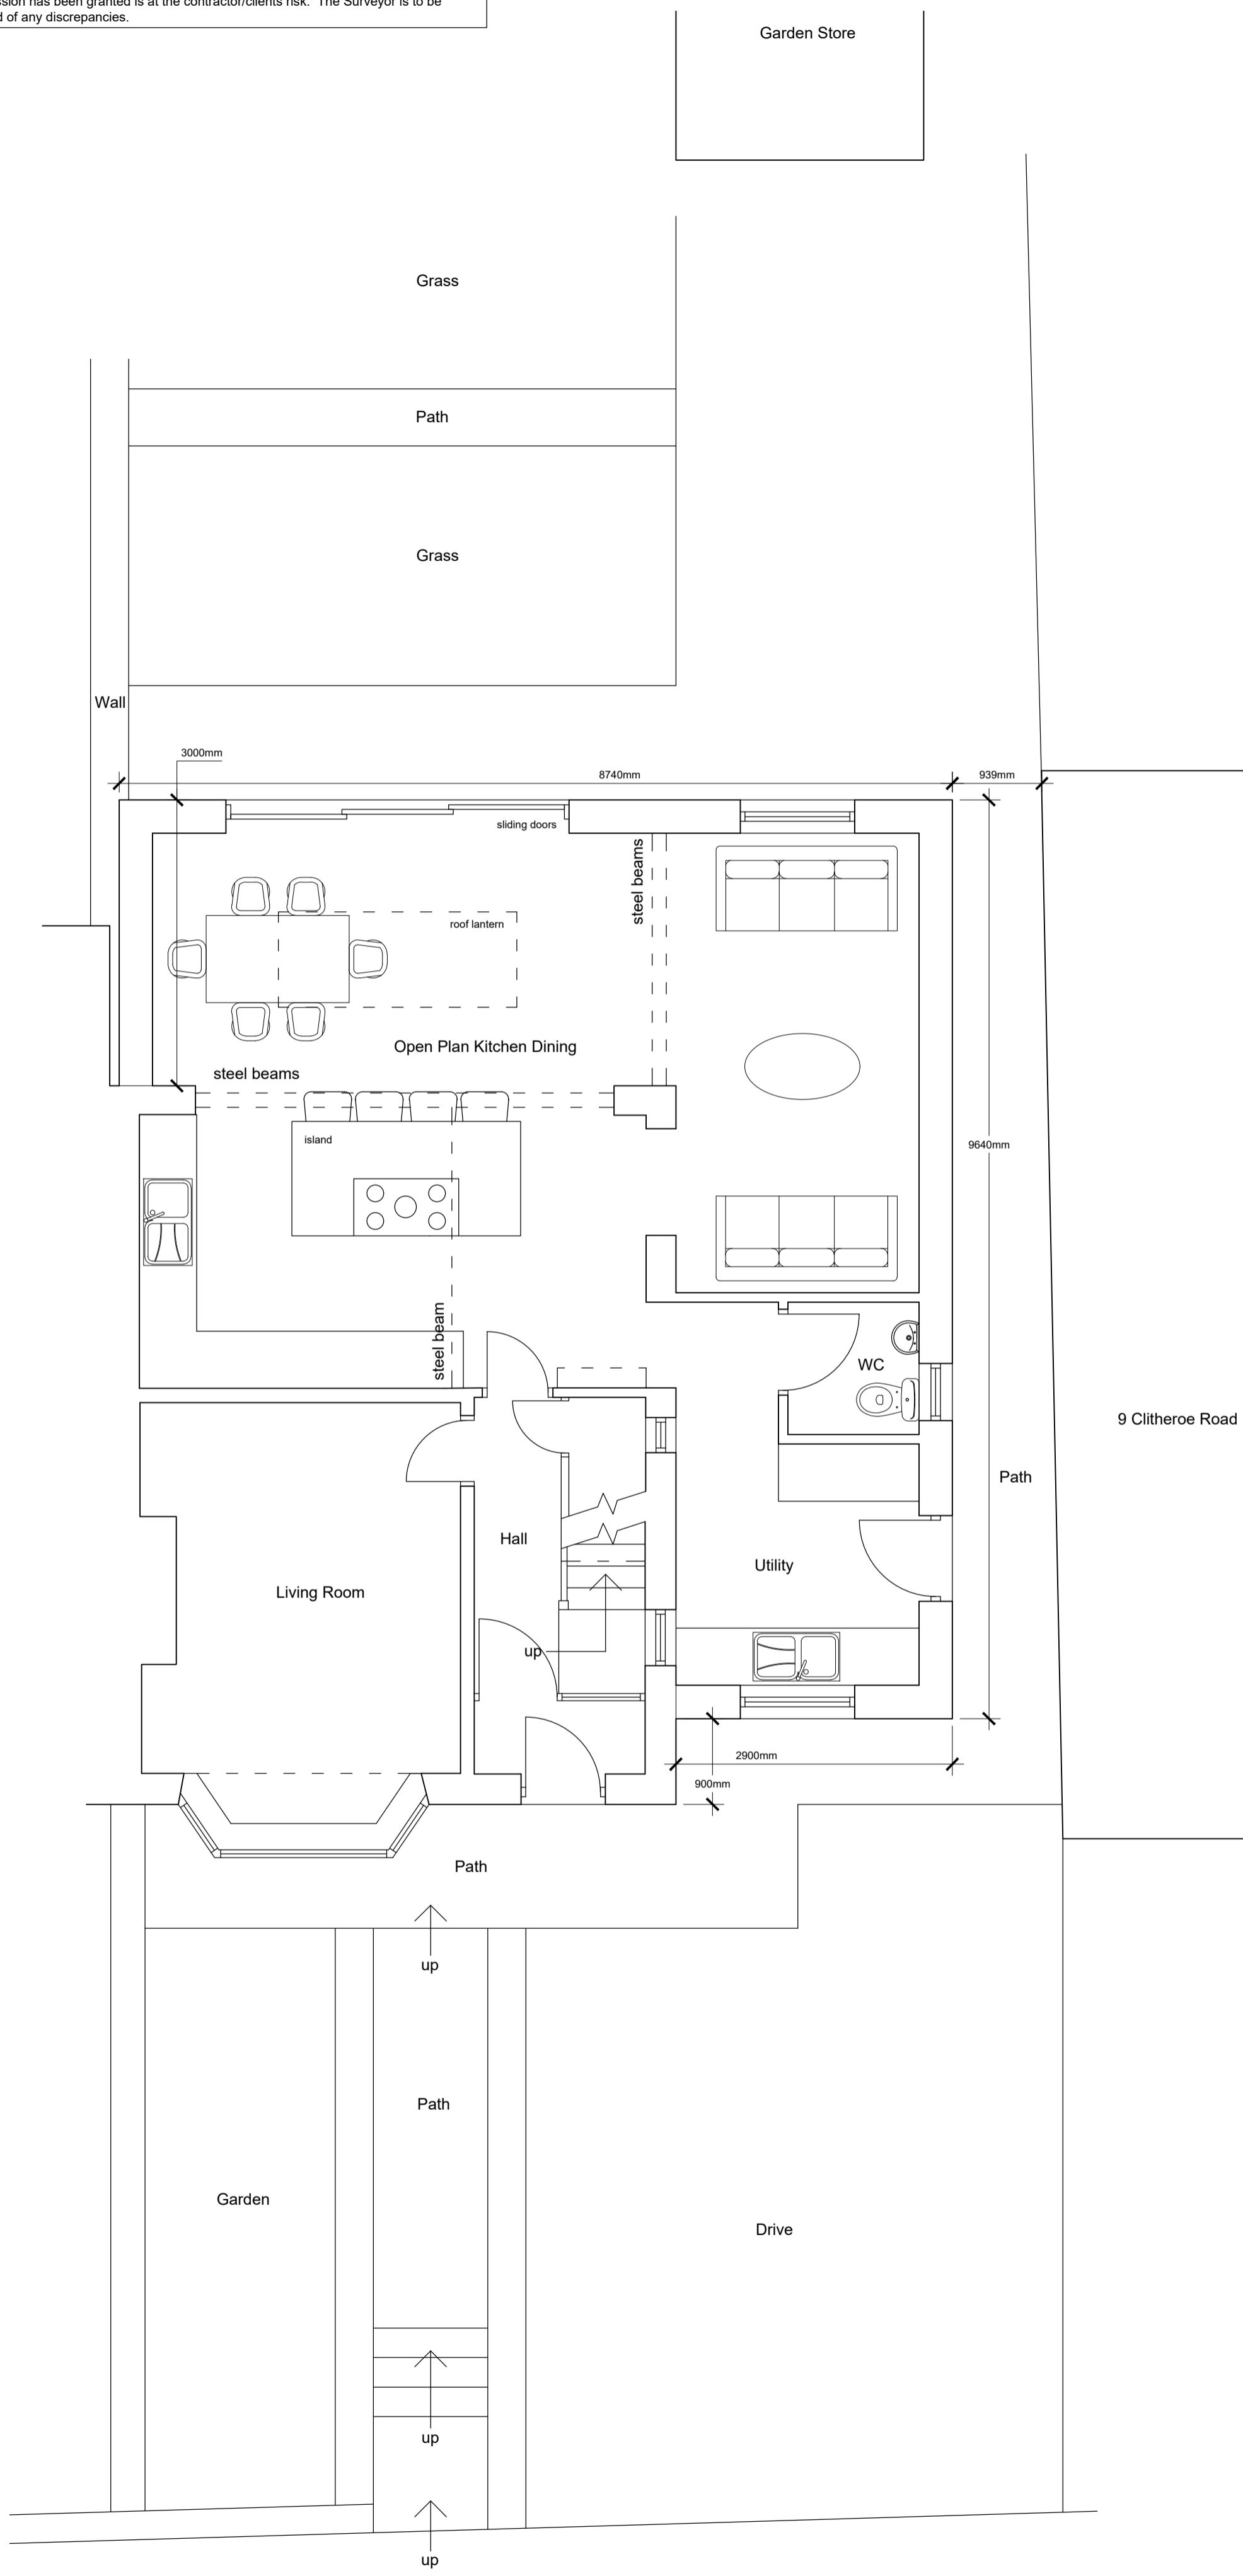 has been granted is at the contractor/clients risk. The Surveyor is to be
of any discrepancies.
Garden Store
Grass
Path
Grass
Wall
3000mm
8740mm
939mm
sliding doors
steel beams
roof lantern
Open Plan Kitchen Dining
steel beams
island
9640mm
steel beam
WC
9 Clitheroe Road
Path
Hall
Utility
Living Room
up
2900mm
900mm
Path
up
Path
Garden
Drive
up
up